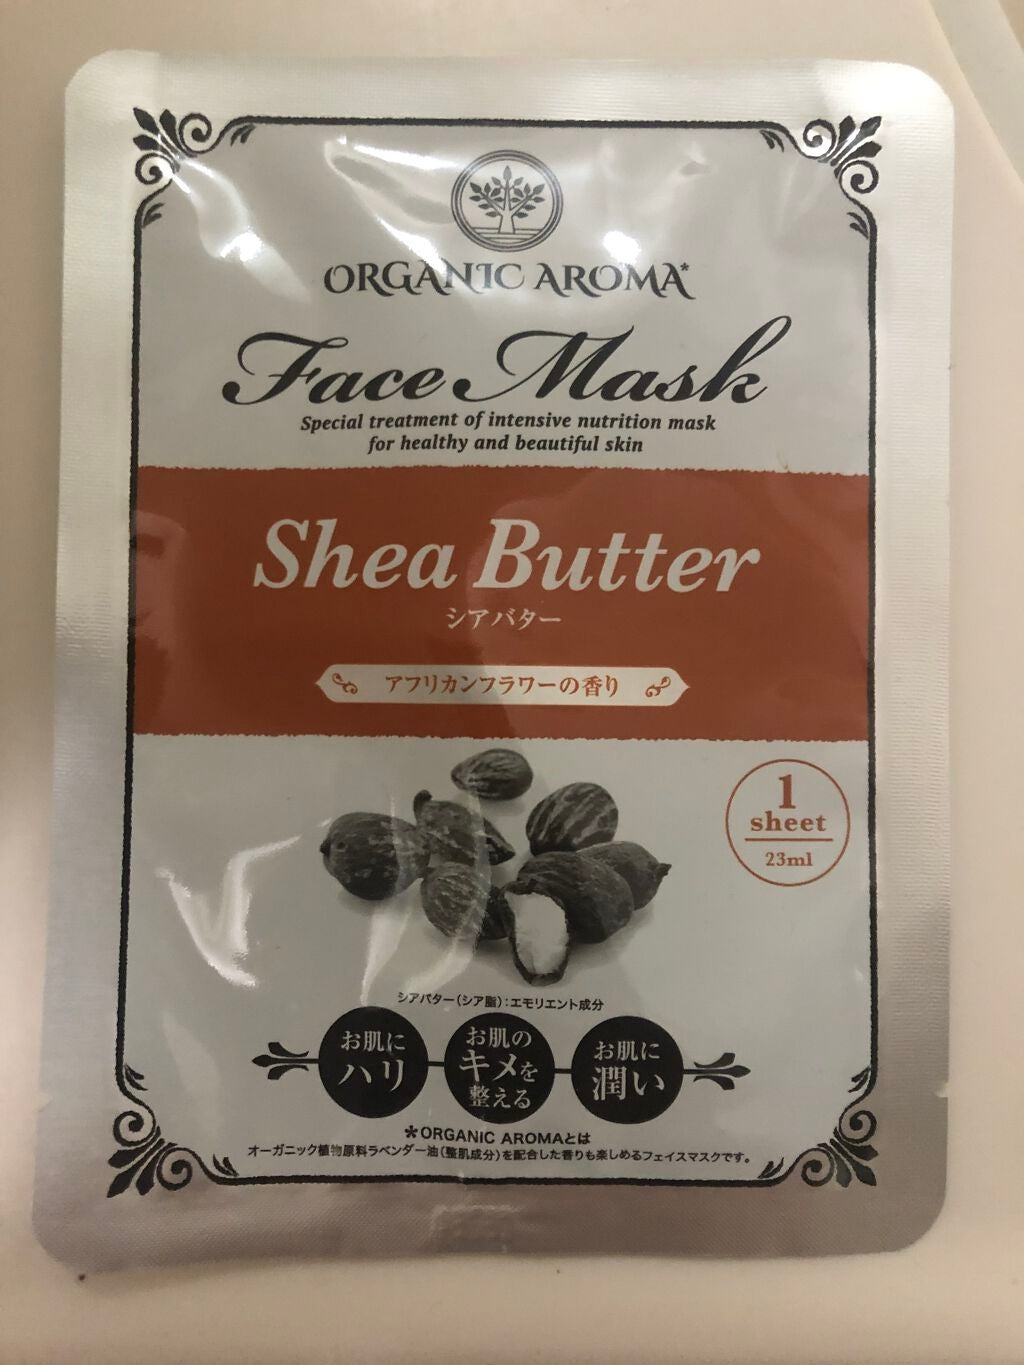 ORGANIC AROMA*
Face Mask
Special treatment of intensive nutrition mask
for healthy and beautiful skin
Shea Butter
シアバター
アフリカンフラワーの香り
1
sheet
23ml
シアバター(シア脂):エモリエント成分
お肌に
ハリ
お肌の
キメを
整える
お肌に
潤い
*ORGANIC AROMAとは
オーガニック植物原料ラベンダー油(整肌成分)を配合した香りも楽しめるフェイスマスクです。